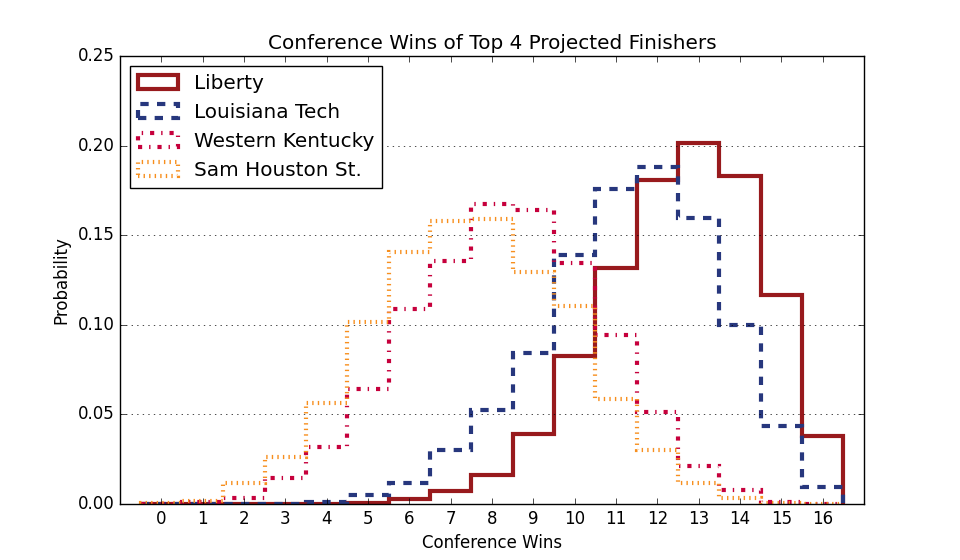 Conference Wins of Top 4 Projected Finishers
0.25
0.20
0.15
0.10
0.05
0.00
Probability
Liberty
Louisiana Tech
Western Kentucky
Sam Houston St.
0 1 2 3 4 5 6 7 8 9 10 11 12 13 14 15 16
Conference Wins